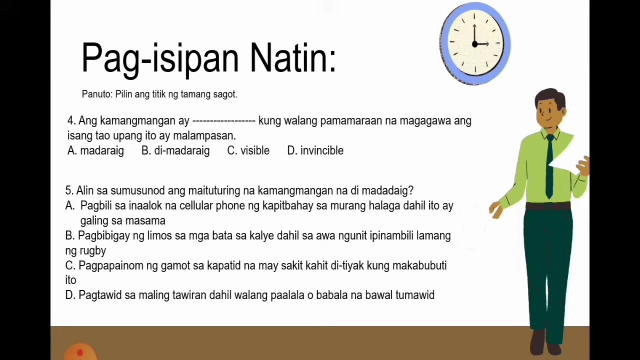 Pag-isipan Natin:
Panuto: Pilin ang titik ng tamang sagot.
4. Ang kamangmangan ay ------------------ kung walang pamamaraan na magagawa ang
isang tao upang ito ay malampasan.
A. madaraig B. di-madaraig C. visible D. invincible
5. Alin sa sumusunod ang maituturing na kamangmangan na di madadaig?
A. Pagbili sa inaalok na cellular phone ng kapitbahay sa murang halaga dahil ito ay
galing sa masama
B. Pagbibigay ng limos sa mga bata sa kalye dahil sa awa ngunit ipinambili lamang
ng rugby
C. Pagpapainom ng gamot sa kapatid na may sakit kahit di-tiyak kung makabubuti
ito
D. Pagtawid sa maling tawiran dahil walang paalala o babala na bawal tumawid